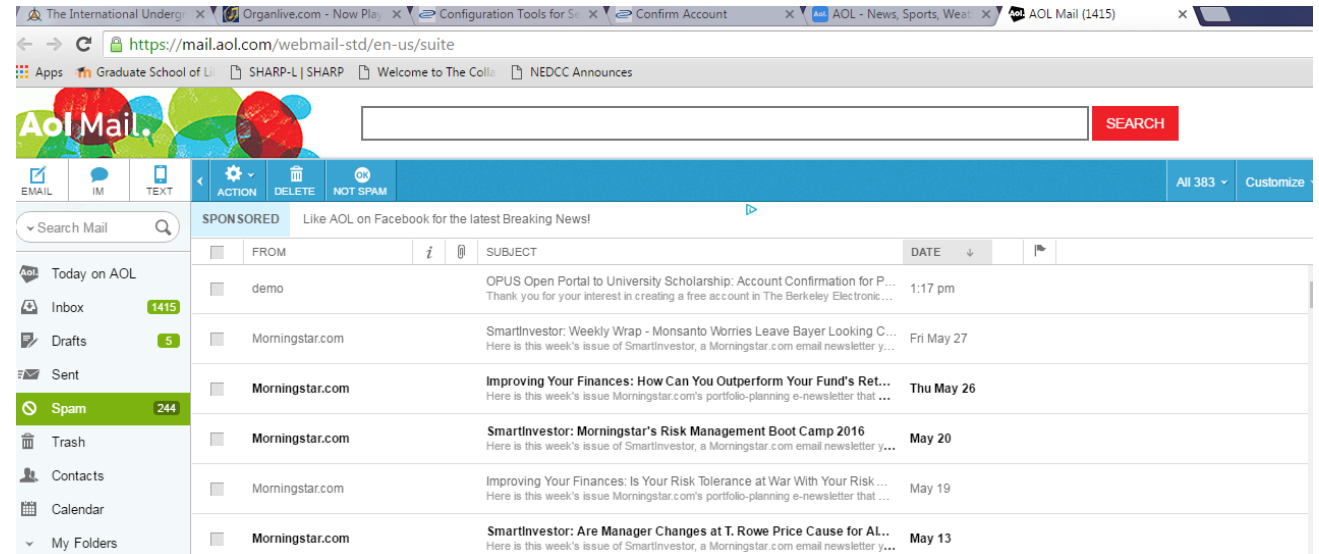 The International Undergr
Organlive.com - Now Play
Configuration Tools for Se
Confirm Account
AOL - News, Sports, Weat
AOL Mail (1415)
https://mail.aol.com/webmail-std/en-us/suite
Apps
Graduate School of Li
SHARP-L | SHARP
Welcome to The Colla
NEDCC Announces
Aol Mail.
SEARCH
EMAIL
IM
TEXT
ACTION
DELETE
OK
NOT SPAM
All 383
Customize
Search Mail
SPONSORED
Like AOL on Facebook for the latest Breaking News!
FROM
i
SUBJECT
DATE
Aol.
Today on AOL
Inbox 1415
Drafts 5
Sent
Spam 244
Trash
Contacts
Calendar
My Folders
demo
OPUS Open Portal to University Scholarship: Account Confirmation for P...
Thank you for your interest in creating a free account in The Berkeley Electronic...
1:17 pm
Morningstar.com
SmartInvestor: Weekly Wrap - Monsanto Worries Leave Bayer Looking C...
Here is this week's issue of SmartInvestor, a Morningstar.com email newsletter y...
Fri May 27
Morningstar.com
Improving Your Finances: How Can You Outperform Your Fund's Ret...
Here is this week's issue Morningstar.com's portfolio-planning e-newsletter that ...
Thu May 26
Morningstar.com
SmartInvestor: Morningstar's Risk Management Boot Camp 2016
Here is this week's issue of SmartInvestor, a Morningstar.com email newsletter y...
May 20
Morningstar.com
Improving Your Finances: Is Your Risk Tolerance at War With Your Risk ...
Here is this week's issue Morningstar.com's portfolio-planning e-newsletter that ...
May 19
Morningstar.com
SmartInvestor: Are Manager Changes at T. Rowe Price Cause for Al...
Here is this week's issue of SmartInvestor, a Morningstar.com email newsletter y...
May 13